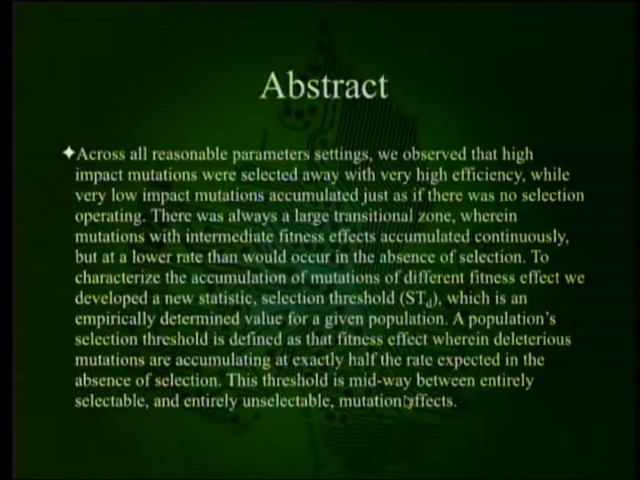 Abstract
✦Across all reasonable parameters settings, we observed that high
impact mutations were selected away with very high efficiency, while
very low impact mutations accumulated just as if there was no selection
operating. There was always a large transitional zone, wherein
mutations with intermediate fitness effects accumulated continuously,
but at a lower rate than would occur in the absence of selection. To
characterize the accumulation of mutations of different fitness effect we
developed a new statistic, selection threshold (STd), which is an
empirically determined value for a given population. A population's
selection threshold is defined as that fitness effect wherein deleterious
mutations are accumulating at exactly half the rate expected in the
absence of selection. This threshold is mid-way between entirely
selectable, and entirely unselectable, mutation effects.